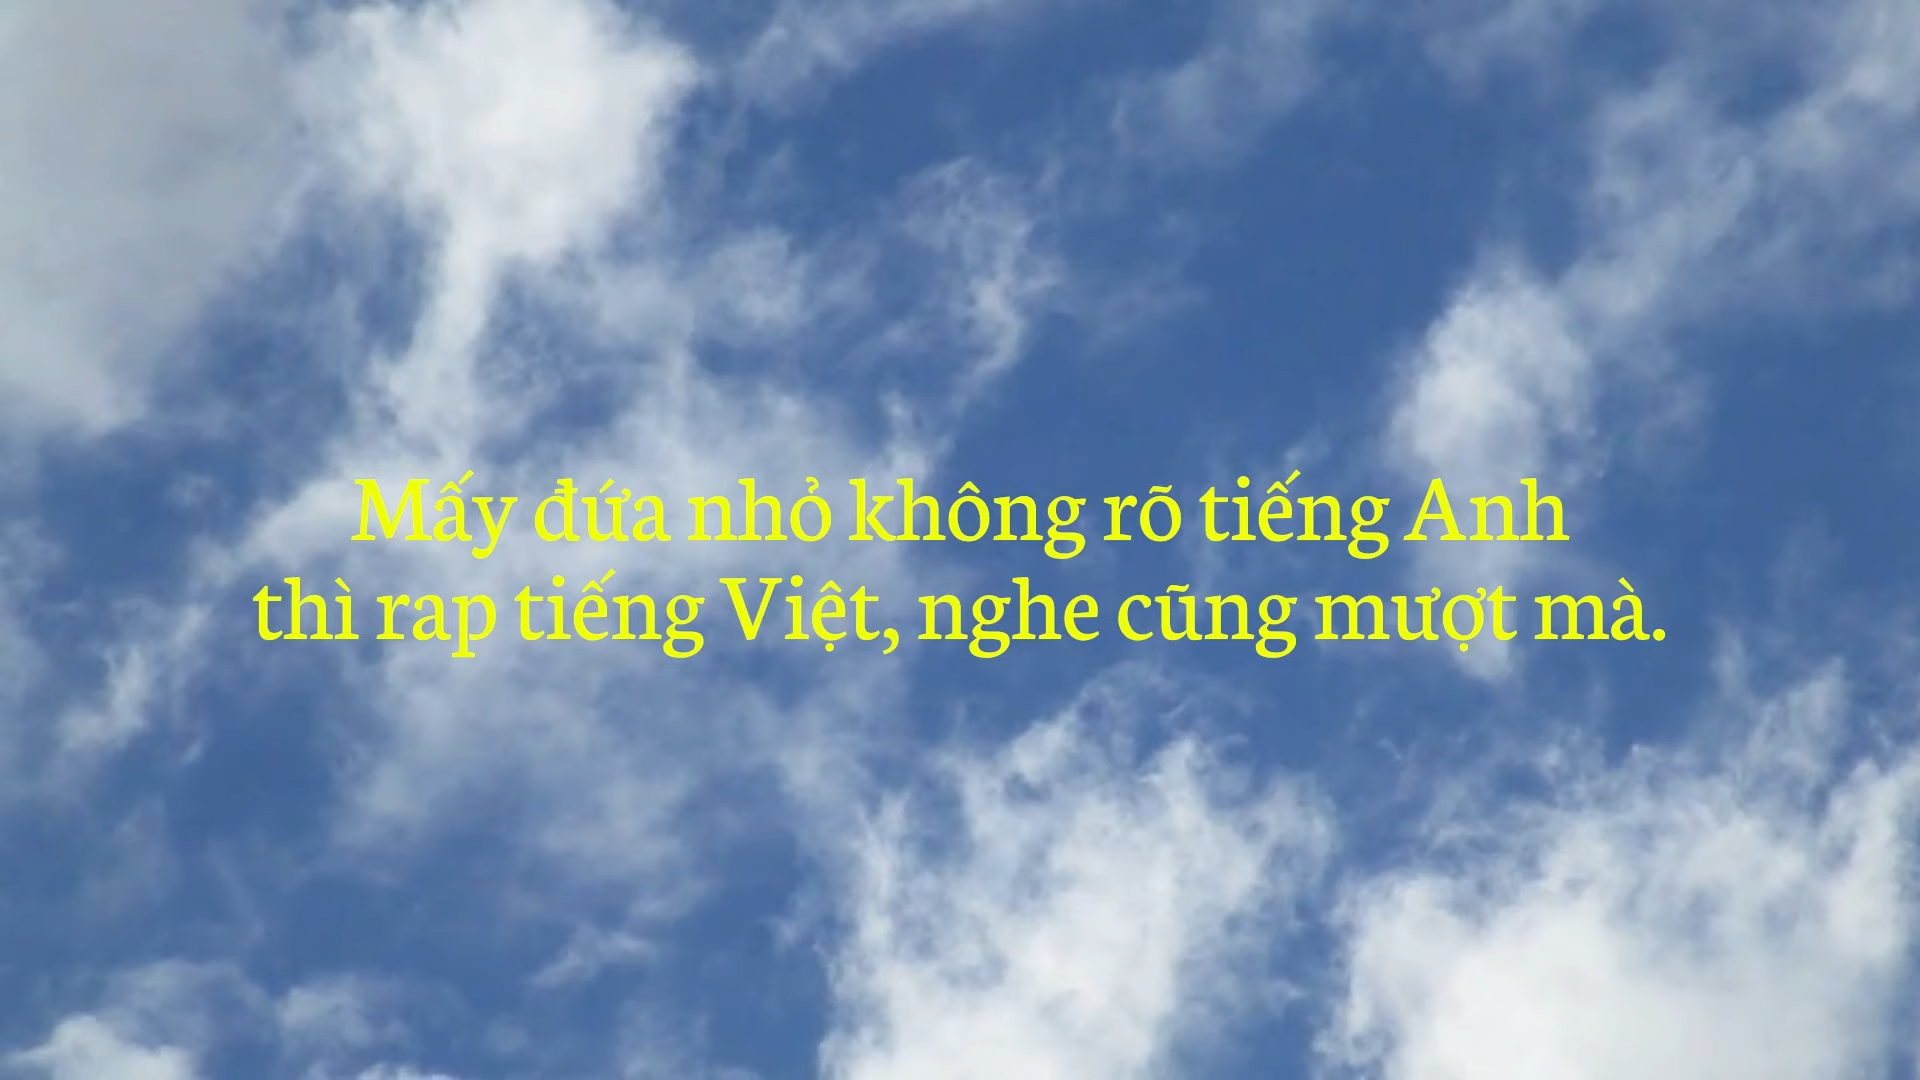 Mấy đứa nhỏ không rõ tiếng Anh
thì rap tiếng Việt, nghe cũng mượt mà.